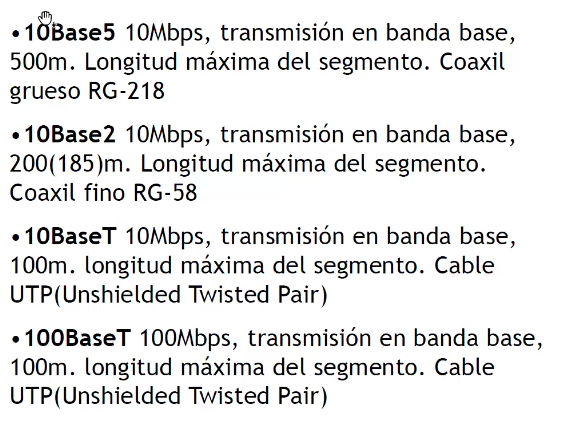 •10Base5 10Mbps, transmisión en banda base,
500m. Longitud máxima del segmento. Coaxil
grueso RG-218
•10Base2 10Mbps, transmisión en banda base,
200(185)m. Longitud máxima del segmento.
Coaxil fino RG-58
•10BaseT 10Mbps, transmisión en banda base,
100m. longitud máxima del segmento. Cable
UTP(Unshielded Twisted Pair)
•100BaseT 100Mbps, transmisión en banda base,
100m. longitud máxima del segmento. Cable
UTP(Unshielded Twisted Pair)